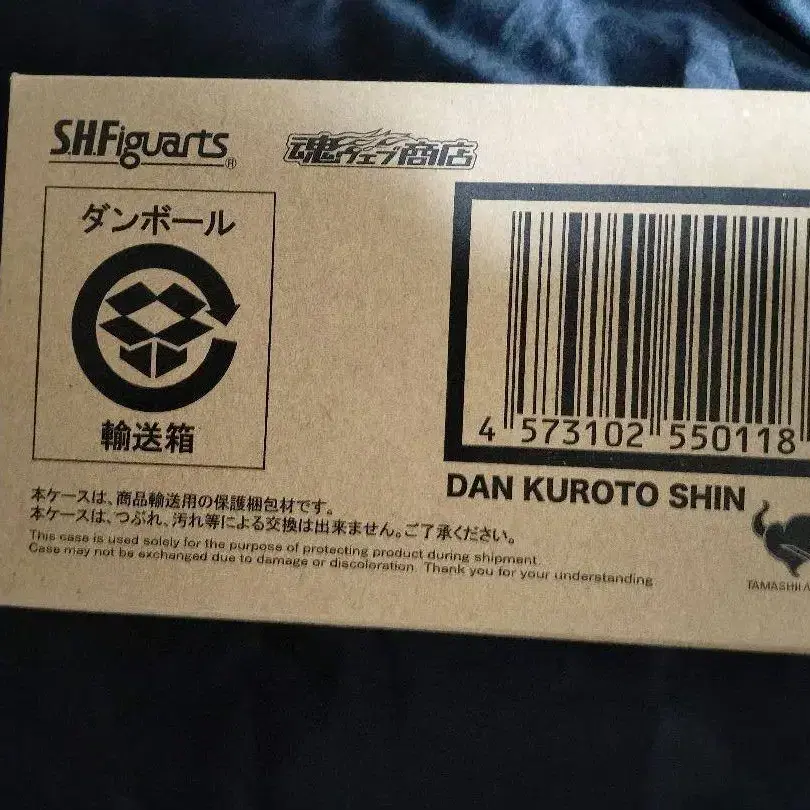 S.H.Figuarts®
魂ウェブ商店
ダンボール
輸送箱
4 573102 550118
DAN KUROTO SHIN
本ケースは、商品輸送用の保護梱包材です。
本ケースは、つぶれ、汚れ等による交換は出来ません。ご了承ください。
This case is used solely for the purpose of protecting product during shipment.
Case may not be exchanged due to damage or discoloration. Thank you for your understanding
TAMASHII